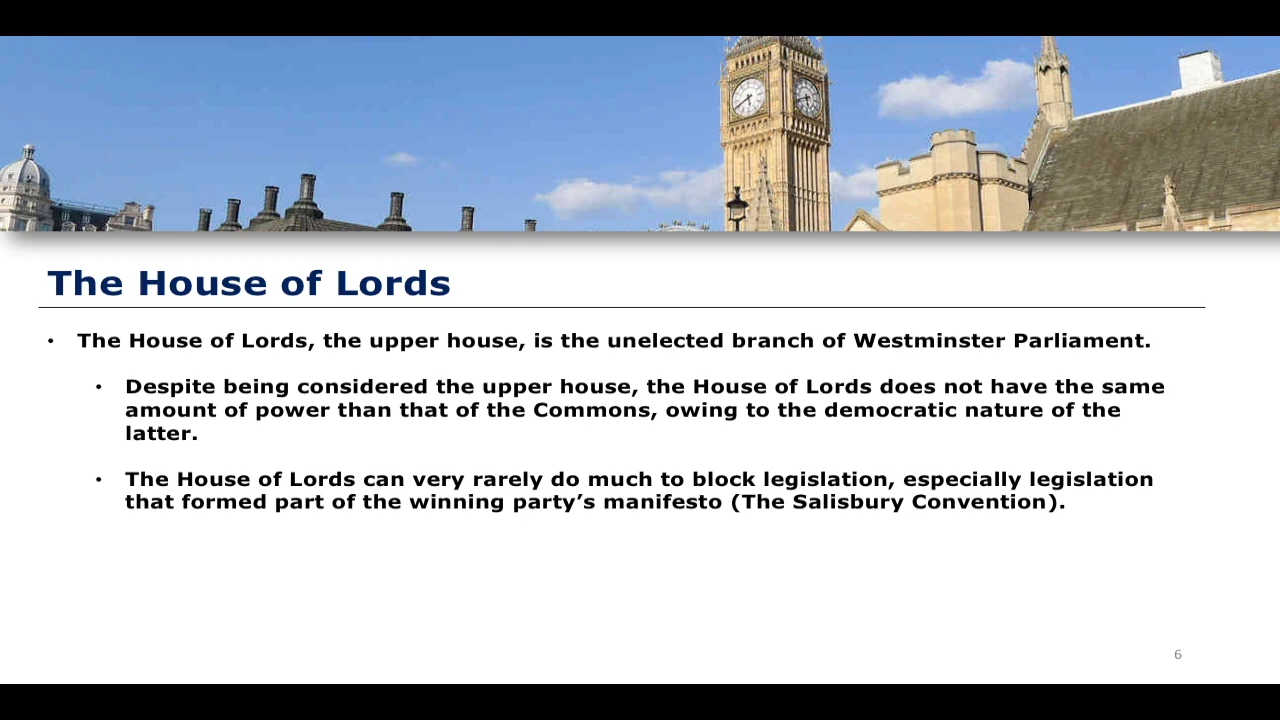 The House of Lords
• The House of Lords, the upper house, is the unelected branch of Westminster Parliament.
• Despite being considered the upper house, the House of Lords does not have the same
amount of power than that of the Commons, owing to the democratic nature of the
latter.
• The House of Lords can very rarely do much to block legislation, especially legislation
that formed part of the winning party’s manifesto (The Salisbury Convention).
6